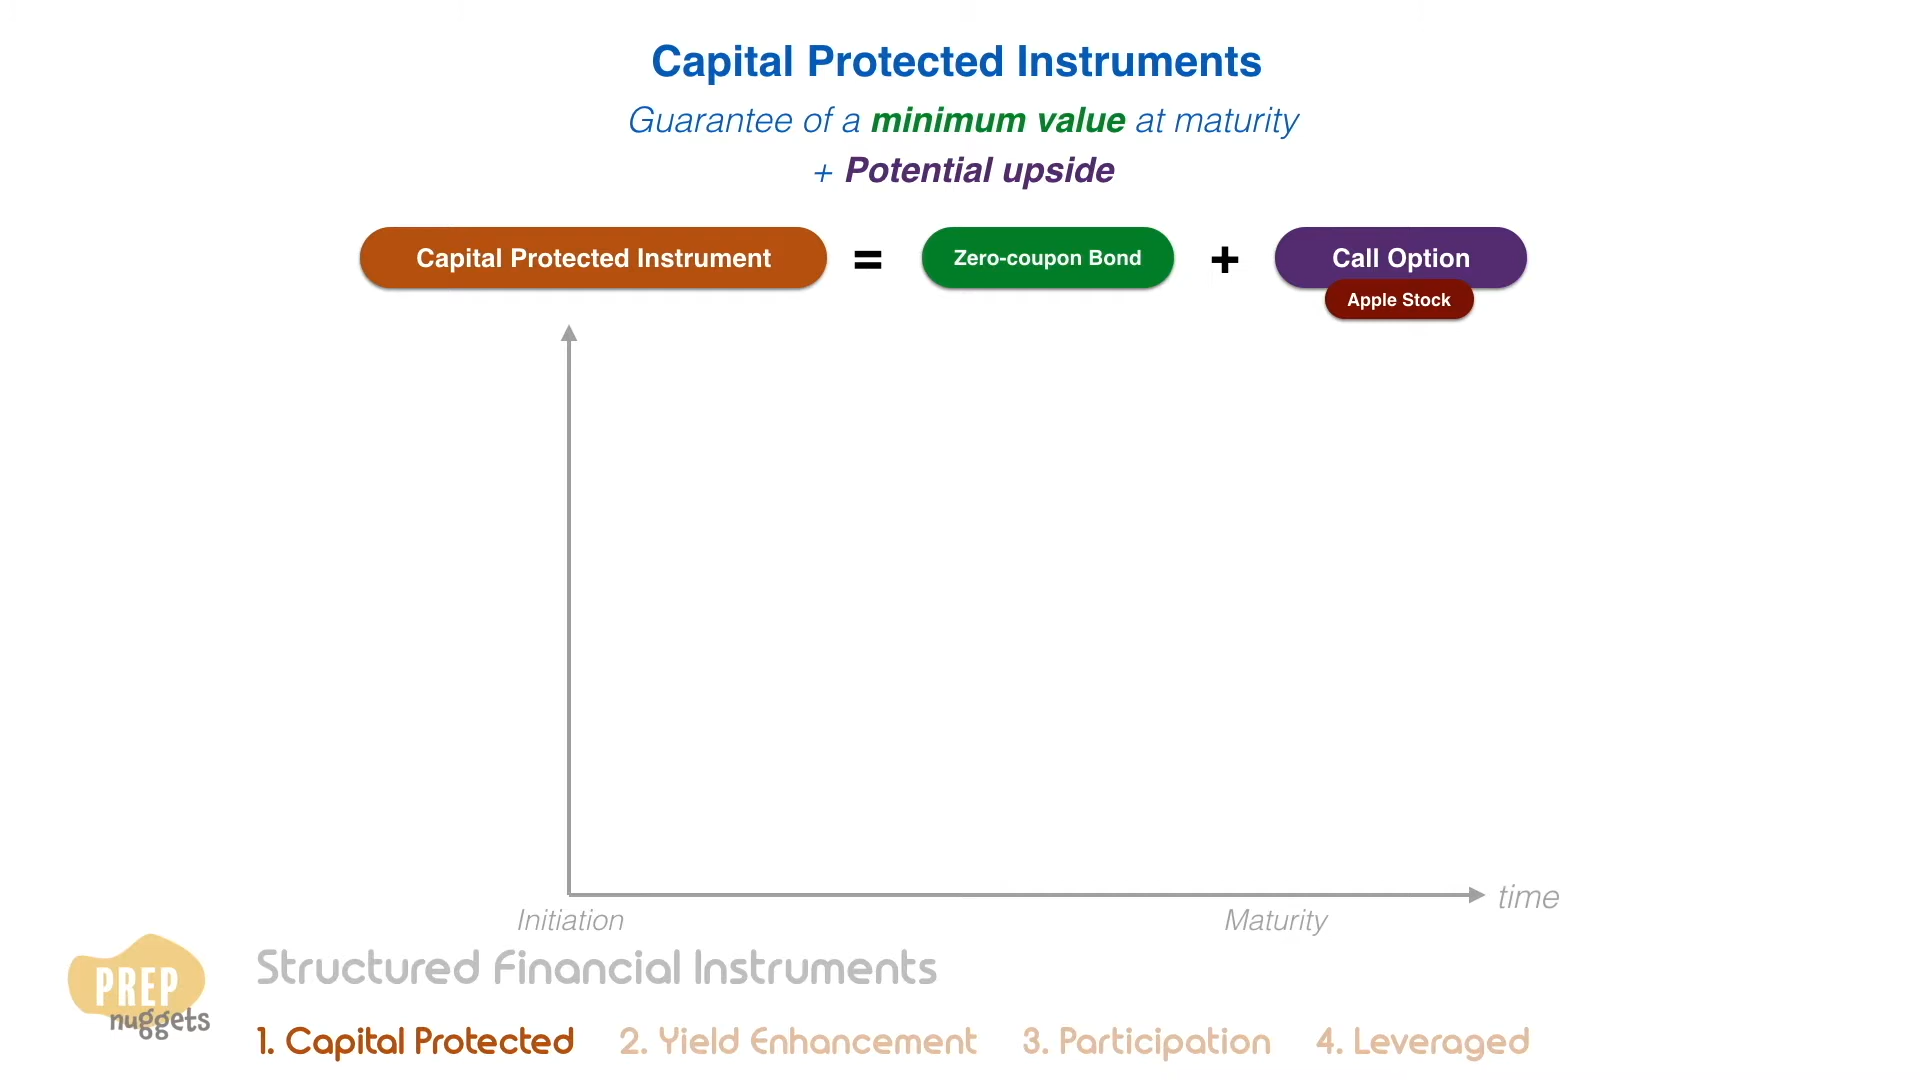 Capital Protected Instruments
Guarantee of a minimum value at maturity
+ Potential upside
Capital Protected Instrument = Zero-coupon Bond + Call Option
Apple Stock
time
Initiation
Maturity
Structured Financial Instruments
PREP
nuggets
1. Capital Protected 2. Yield Enhancement 3. Participation 4. Leveraged